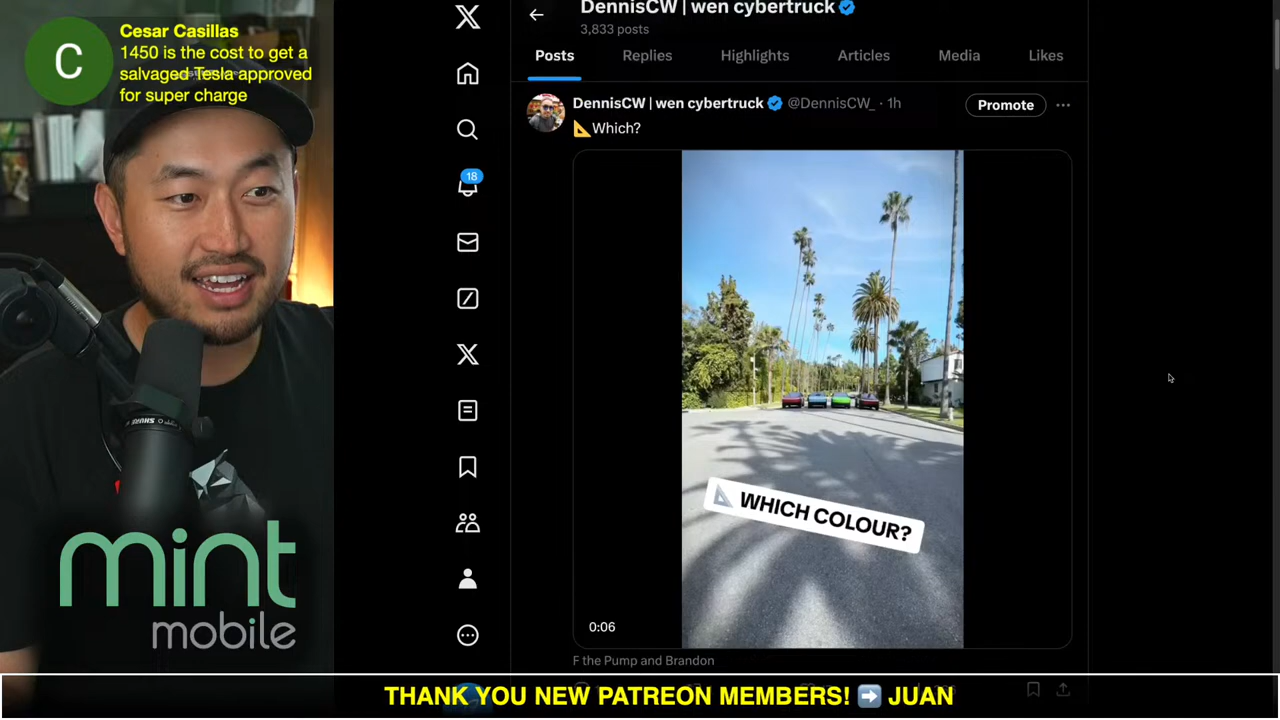 Cesar Casillas
1450 is the cost to get a
salvaged Tesla approved
for super charge
mint
mobile
SHURE
18
DennisCW | wen cybertruck
3,833 posts
Posts Replies Highlights Articles Media Likes
DennisCW | wen cybertruck @DennisCW_ · 1h
Promote
📐Which?
📐 WHICH COLOUR?
0:06
F the Pump and Brandon
THANK YOU NEW PATREON MEMBERS! ➡️ JUAN